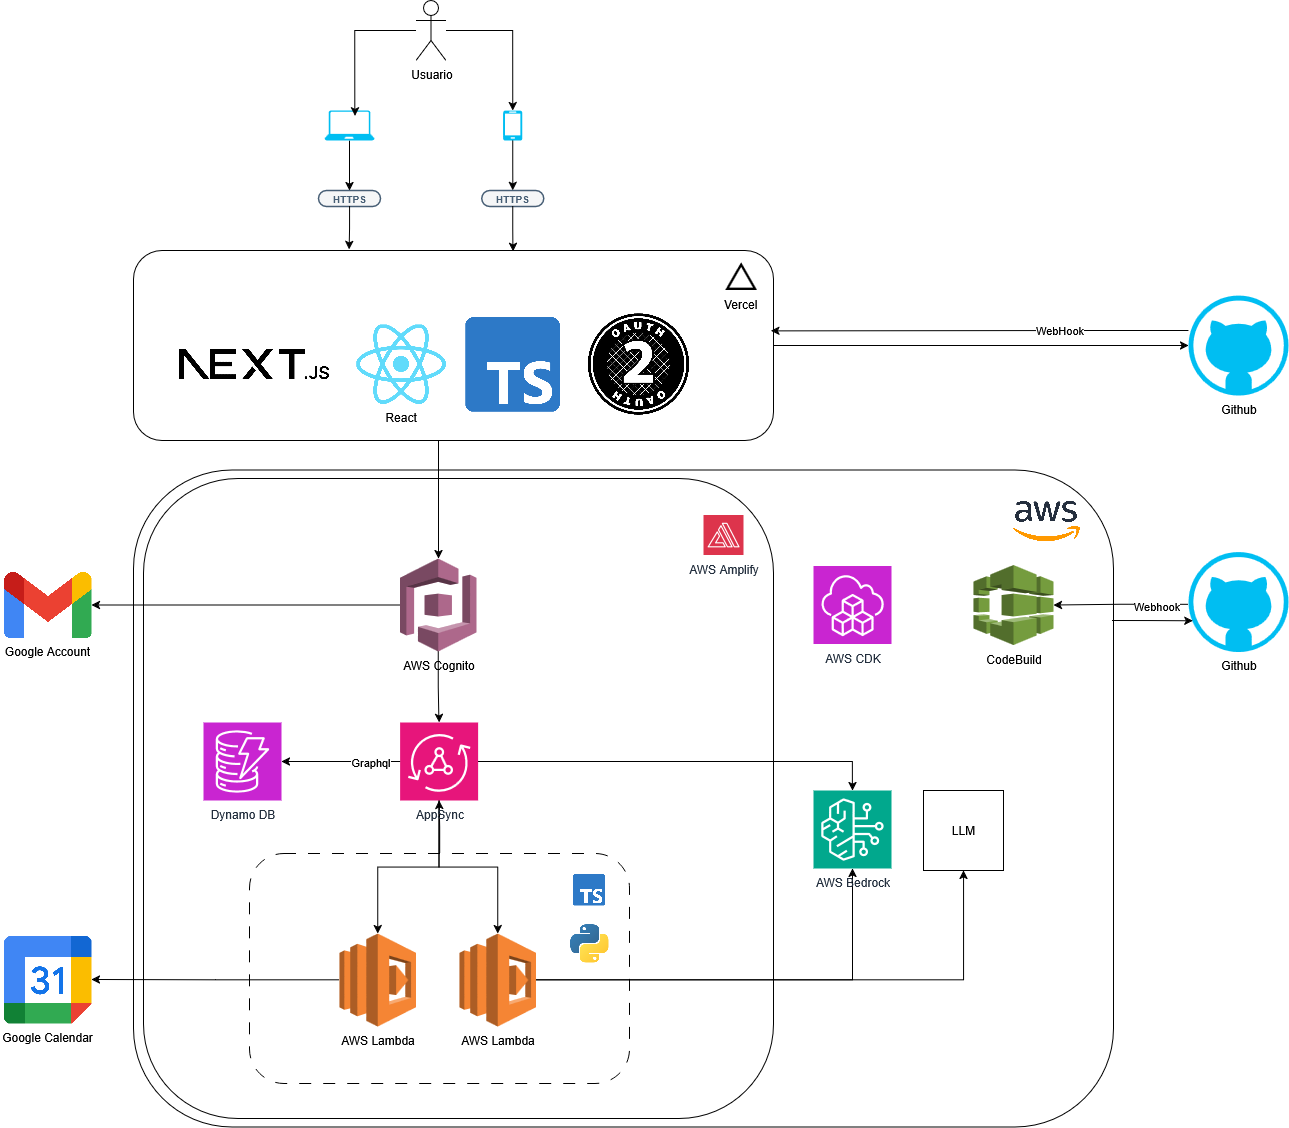 Usuario
HTTPS
HTTPS
Vercel
NEXT.JS
React
TS
OAUTH
2
OAUTH
WebHook
Github
aws
AWS Amplify
Google Account
AWS Cognito
AWS CDK
CodeBuild
Webhook
Github
Dynamo DB
Graphql
AppSync
AWS Bedrock
LLM
TS
31
Google Calendar
AWS Lambda
AWS Lambda